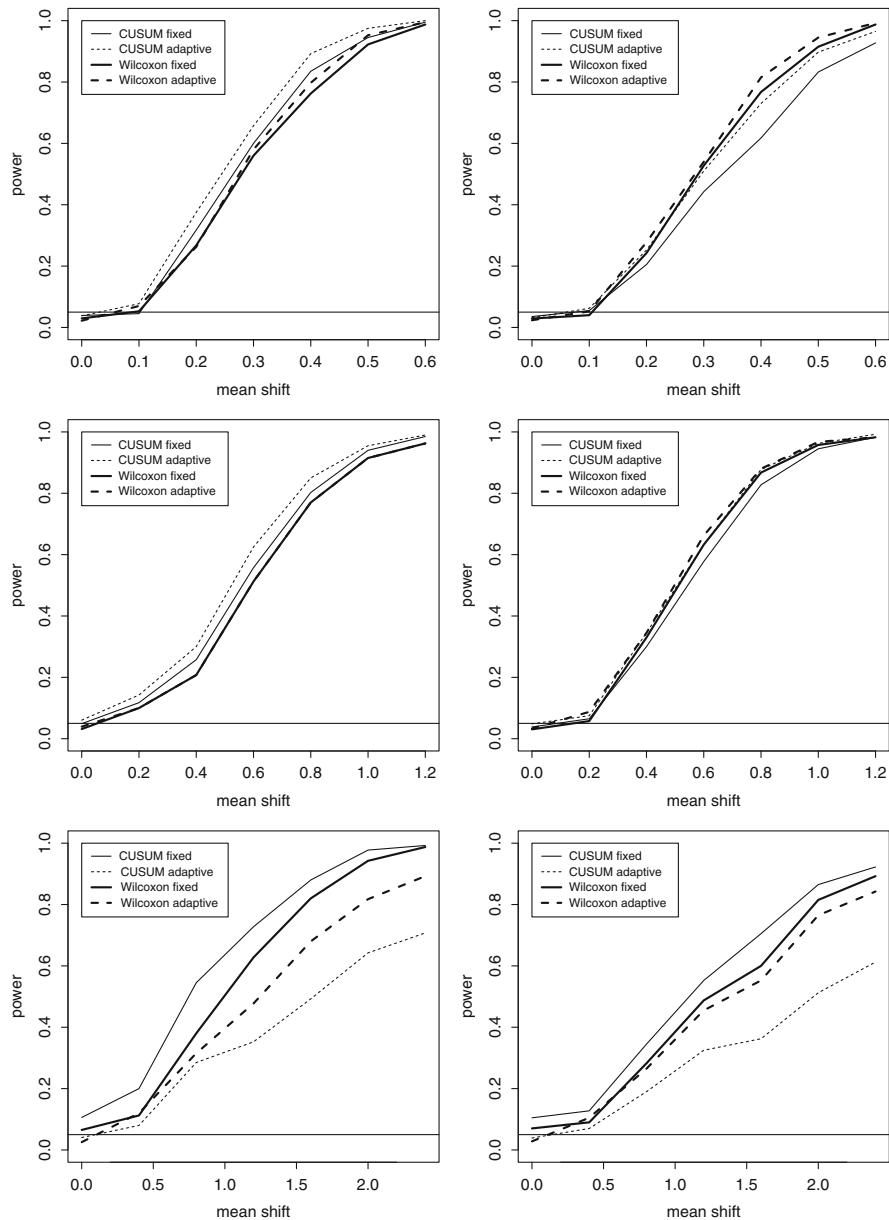 CUSUM fixed
CUSUM adaptive
Wilcoxon fixed
Wilcoxon adaptive
power
0.0 0.2 0.4 0.6 0.8 1.0
0.0 0.1 0.2 0.3 0.4 0.5 0.6
mean shift
CUSUM fixed
CUSUM adaptive
Wilcoxon fixed
Wilcoxon adaptive
power
0.0 0.2 0.4 0.6 0.8 1.0
0.0 0.1 0.2 0.3 0.4 0.5 0.6
mean shift
CUSUM fixed
CUSUM adaptive
Wilcoxon fixed
Wilcoxon adaptive
power
0.0 0.2 0.4 0.6 0.8 1.0
0.0 0.2 0.4 0.6 0.8 1.0 1.2
mean shift
CUSUM fixed
CUSUM adaptive
Wilcoxon fixed
Wilcoxon adaptive
power
0.0 0.2 0.4 0.6 0.8 1.0
0.0 0.2 0.4 0.6 0.8 1.0 1.2
mean shift
CUSUM fixed
CUSUM adaptive
Wilcoxon fixed
Wilcoxon adaptive
power
0.0 0.2 0.4 0.6 0.8 1.0
0.0 0.5 1.0 1.5 2.0
mean shift
CUSUM fixed
CUSUM adaptive
Wilcoxon fixed
Wilcoxon adaptive
power
0.0 0.2 0.4 0.6 0.8 1.0
0.0 0.5 1.0 1.5 2.0
mean shift